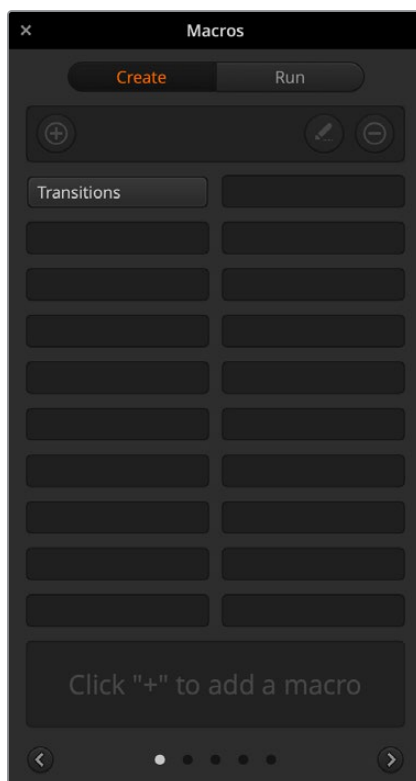 Macros
Create
Run
Transitions
Click "+" to add a macro